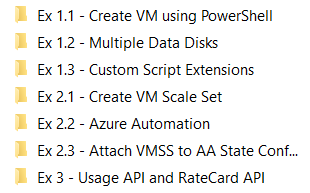 Ex 1.1 - Create VM using PowerShell
Ex 1.2 - Multiple Data Disks
Ex 1.3 - Custom Script Extensions
Ex 2.1 - Create VM Scale Set
Ex 2.2 - Azure Automation
Ex 2.3 - Attach VMSS to AA State Conf...
Ex 3 - Usage API and RateCard API